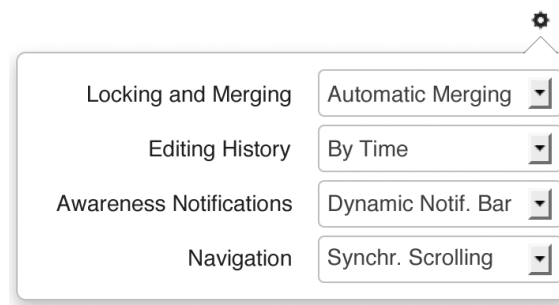 Locking and Merging Automatic Merging
Editing History By Time
Awareness Notifications Dynamic Notif. Bar
Navigation Synchr. Scrolling